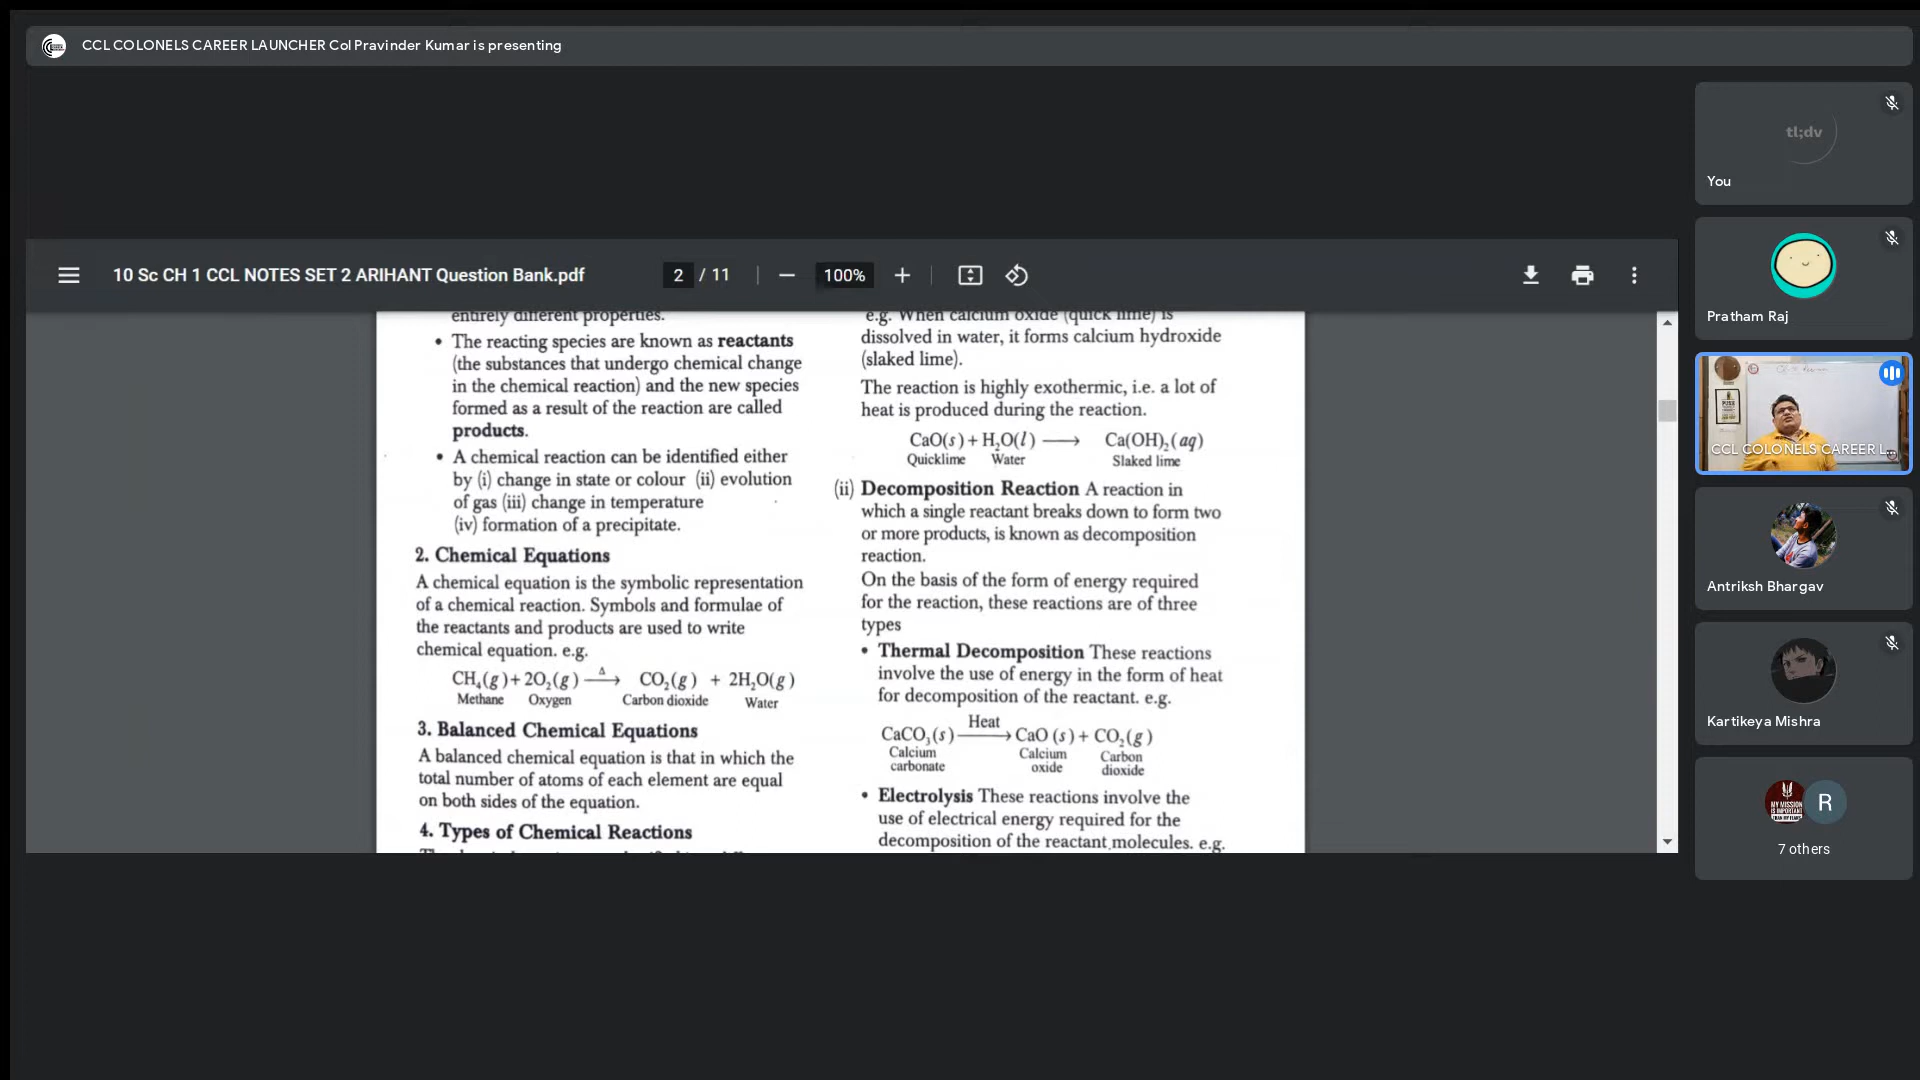 CCL COLONELS CAREER LAUNCHER Col Pravinder Kumar is presenting
10 Sc CH 1 CCL NOTES SET 2 ARIHANT Question Bank.pdf
2 / 11
100%
entirely different properties.
• The reacting species are known as reactants
(the substances that undergo chemical change
in the chemical reaction) and the new species
formed as a result of the reaction are called
products.
• A chemical reaction can be identified either
by (i) change in state or colour (ii) evolution
of gas (iii) change in temperature
(iv) formation of a precipitate.
2. Chemical Equations
A chemical equation is the symbolic representation
of a chemical reaction. Symbols and formulae of
the reactants and products are used to write
chemical equation. e.g.
CH₄(g) + 2O₂(g) —Δ→ CO₂(g) + 2H₂O(g)
Methane Oxygen Carbon dioxide Water
3. Balanced Chemical Equations
A balanced chemical equation is that in which the
total number of atoms of each element are equal
on both sides of the equation.
4. Types of Chemical Reactions
e.g. When calcium oxide (quick lime) is
dissolved in water, it forms calcium hydroxide
(slaked lime).
The reaction is highly exothermic, i.e. a lot of
heat is produced during the reaction.
CaO(s) + H₂O(l) ⟶ Ca(OH)₂(aq)
Quicklime Water Slaked lime
(ii) Decomposition Reaction A reaction in
which a single reactant breaks down to form two
or more products, is known as decomposition
reaction.
On the basis of the form of energy required
for the reaction, these reactions are of three
types
• Thermal Decomposition These reactions
involve the use of energy in the form of heat
for decomposition of the reactant. e.g.
Heat
CaCO₃(s) ⟶ CaO (s) + CO₂(g)
Calcium Calcium Carbon
carbonate oxide dioxide
• Electrolysis These reactions involve the
use of electrical energy required for the
decomposition of the reactant molecules. e.g.
tl;dv
You
Pratham Raj
CCL COLONELS CAREER L...
Antriksh Bhargav
Kartikeya Mishra
MY MISSION
IS IMPORTANT
THAN MY FEARS
R
7 others